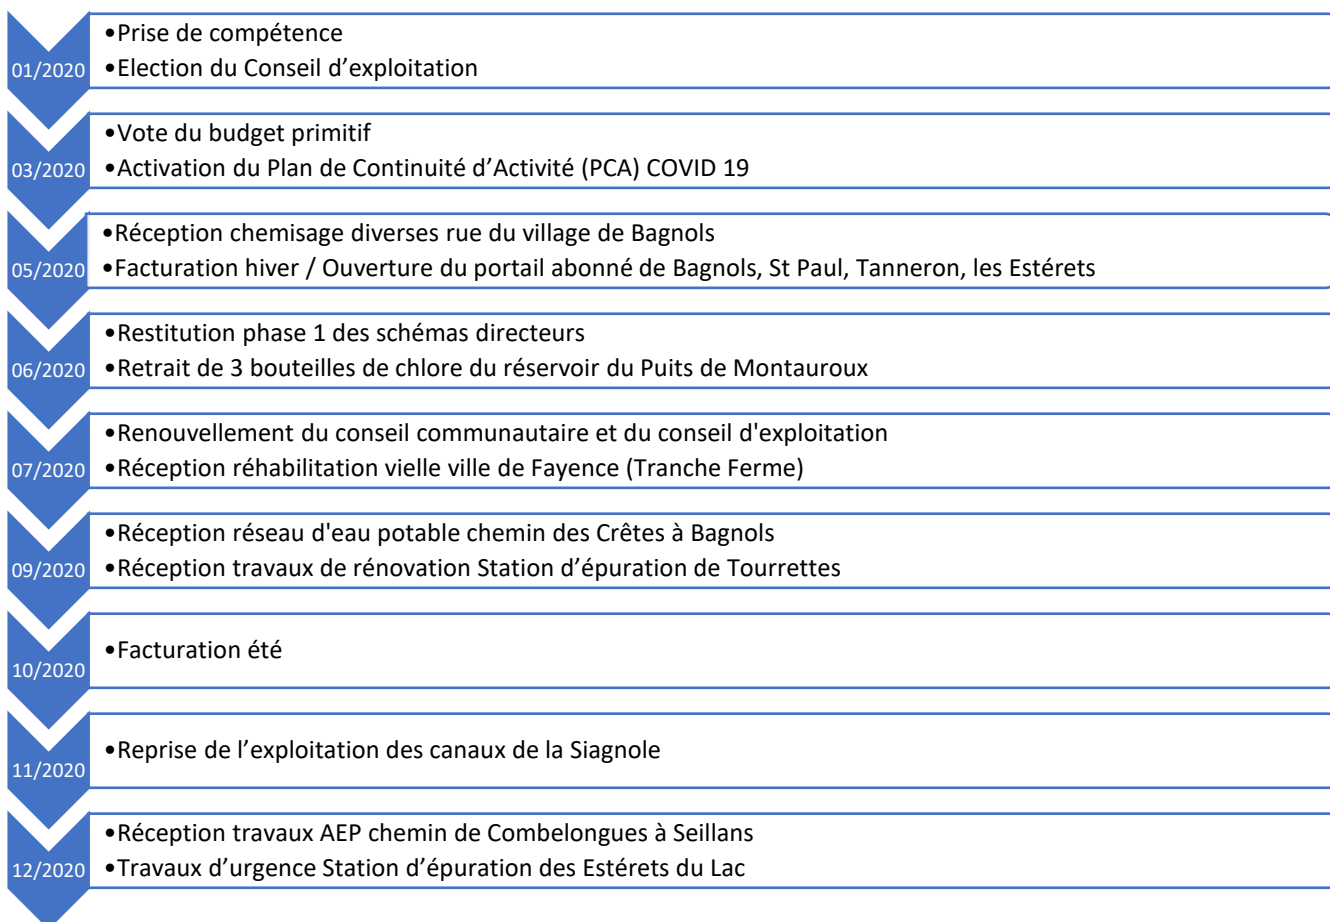 •Prise de compétence
01/2020 •Election du Conseil d’exploitation
•Vote du budget primitif
03/2020 •Activation du Plan de Continuité d’Activité (PCA) COVID 19
•Réception chemisage diverses rue du village de Bagnols
05/2020 •Facturation hiver / Ouverture du portail abonné de Bagnols, St Paul, Tanneron, les Estérets
•Restitution phase 1 des schémas directeurs
06/2020 •Retrait de 3 bouteilles de chlore du réservoir du Puits de Montauroux
•Renouvellement du conseil communautaire et du conseil d'exploitation
07/2020 •Réception réhabilitation vielle ville de Fayence (Tranche Ferme)
•Réception réseau d'eau potable chemin des Crêtes à Bagnols
09/2020 •Réception travaux de rénovation Station d’épuration de Tourrettes
•Facturation été
10/2020
•Reprise de l’exploitation des canaux de la Siagnole
11/2020
•Réception travaux AEP chemin de Combelongues à Seillans
12/2020 •Travaux d’urgence Station d’épuration des Estérets du Lac